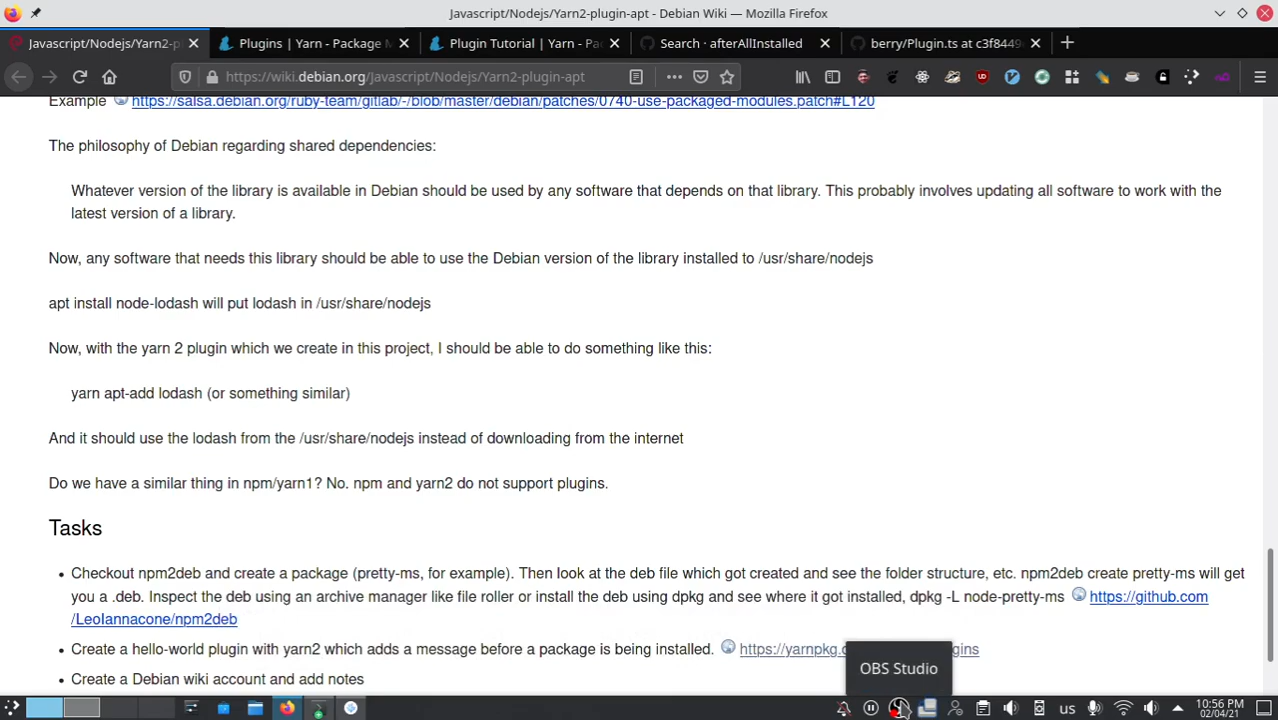 Javascript/Nodejs/Yarn2-plugin-apt - Debian Wiki — Mozilla Firefox
Javascript/Nodejs/Yarn2-p
Plugins | Yarn - Package M
Plugin Tutorial | Yarn - Pac
Search · afterAllInstalled
berry/Plugin.ts at c3f8449
https://wiki.debian.org/Javascript/Nodejs/Yarn2-plugin-apt
Example https://salsa.debian.org/ruby-team/gitlab/-/blob/master/debian/patches/0740-use-packaged-modules.patch#L120
The philosophy of Debian regarding shared dependencies:
Whatever version of the library is available in Debian should be used by any software that depends on that library. This probably involves updating all software to work with the
latest version of a library.
Now, any software that needs this library should be able to use the Debian version of the library installed to /usr/share/nodejs
apt install node-lodash will put lodash in /usr/share/nodejs
Now, with the yarn 2 plugin which we create in this project, I should be able to do something like this:
yarn apt-add lodash (or something similar)
And it should use the lodash from the /usr/share/nodejs instead of downloading from the internet
Do we have a similar thing in npm/yarn1? No. npm and yarn2 do not support plugins.
Tasks
• Checkout npm2deb and create a package (pretty-ms, for example). Then look at the deb file which got created and see the folder structure, etc. npm2deb create pretty-ms will get
you a .deb. Inspect the deb using an archive manager like file roller or install the deb using dpkg and see where it got installed, dpkg -L node-pretty-ms https://github.com
/LeoIannacone/npm2deb
• Create a hello-world plugin with yarn2 which adds a message before a package is being installed. https://yarnpkg.
• Create a Debian wiki account and add notes
OBS Studio
us
10:56 PM
02/04/21